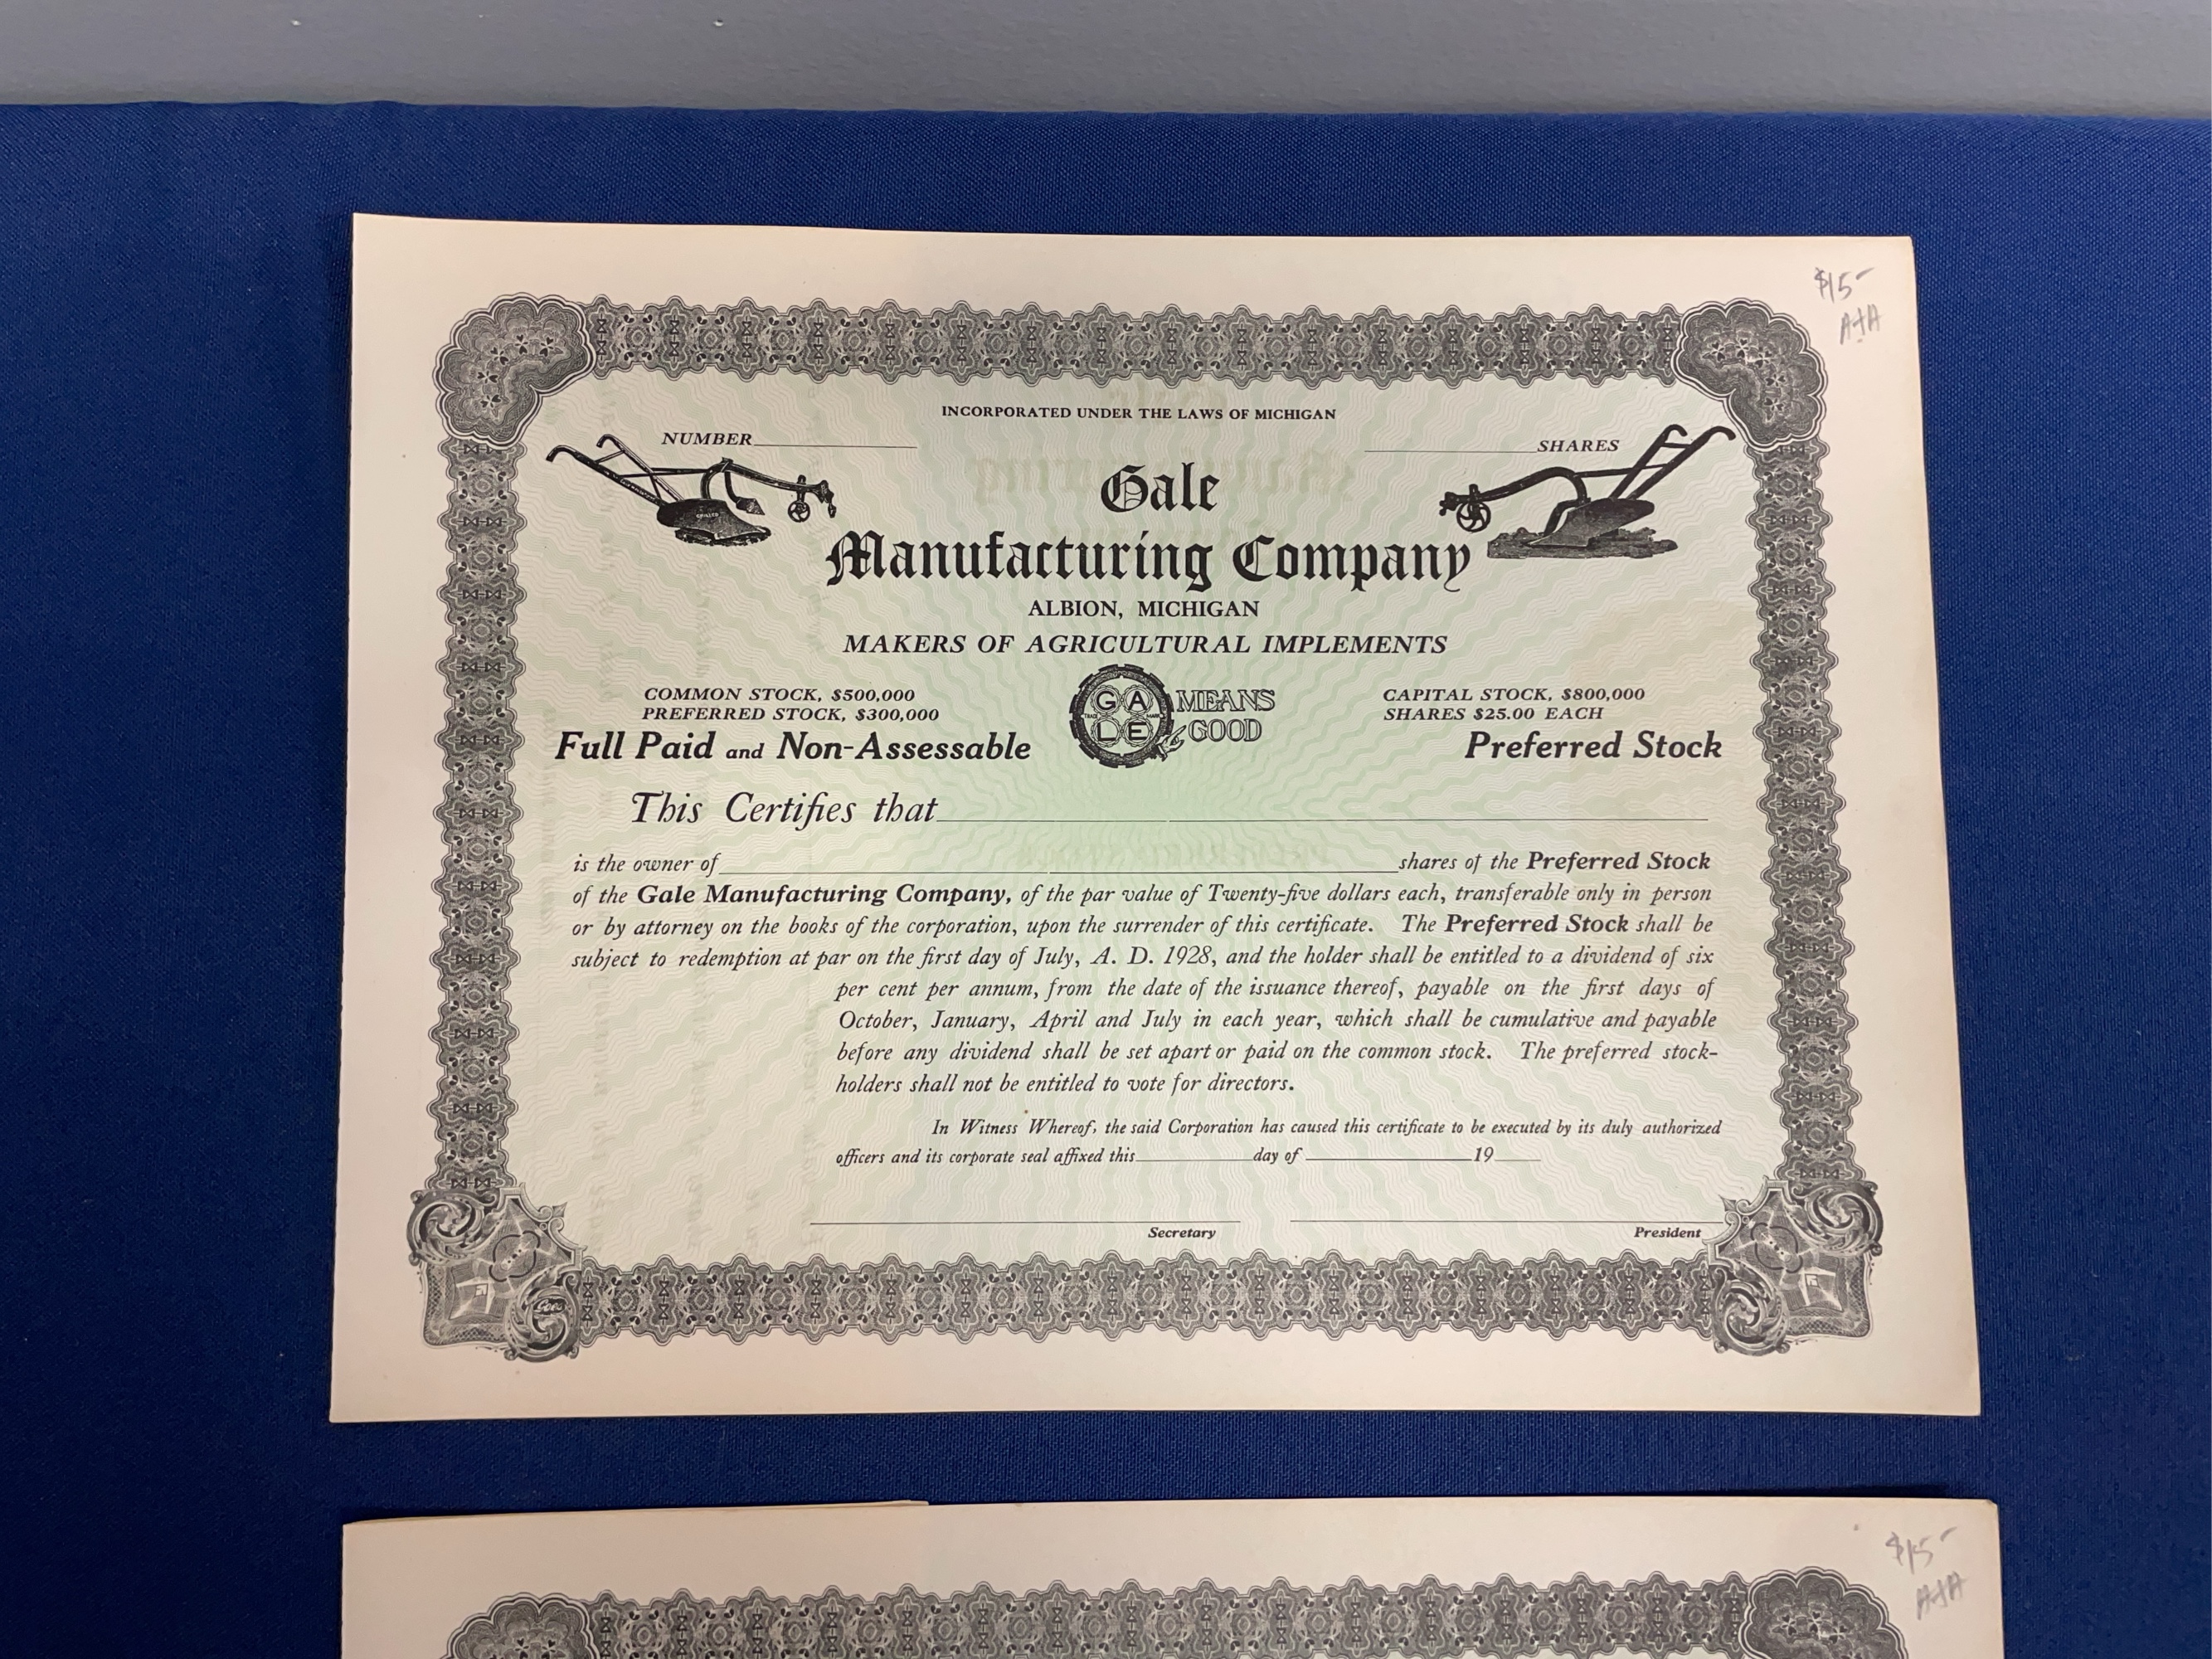 $15-
A+A
INCORPORATED UNDER THE LAWS OF MICHIGAN
NUMBER
SHARES
Gale
Manufacturing Company
ALBION, MICHIGAN
MAKERS OF AGRICULTURAL IMPLEMENTS
COMMON STOCK, $500,000
PREFERRED STOCK, $300,000
Full Paid and Non-Assessable
GALE
TRADE MARK
MEANS
GOOD
CAPITAL STOCK, $800,000
SHARES $25.00 EACH
Preferred Stock
This Certifies that
is the owner of shares of the Preferred Stock
of the Gale Manufacturing Company, of the par value of Twenty-five dollars each, transferable only in person
or by attorney on the books of the corporation, upon the surrender of this certificate. The Preferred Stock shall be
subject to redemption at par on the first day of July, A. D. 1928, and the holder shall be entitled to a dividend of six
per cent per annum, from the date of the issuance thereof, payable on the first days of
October, January, April and July in each year, which shall be cumulative and payable
before any dividend shall be set apart or paid on the common stock. The preferred stock-
holders shall not be entitled to vote for directors.
In Witness Whereof, the said Corporation has caused this certificate to be executed by its duly authorized
officers and its corporate seal affixed this day of 19
Secretary
President
$15-
A+A